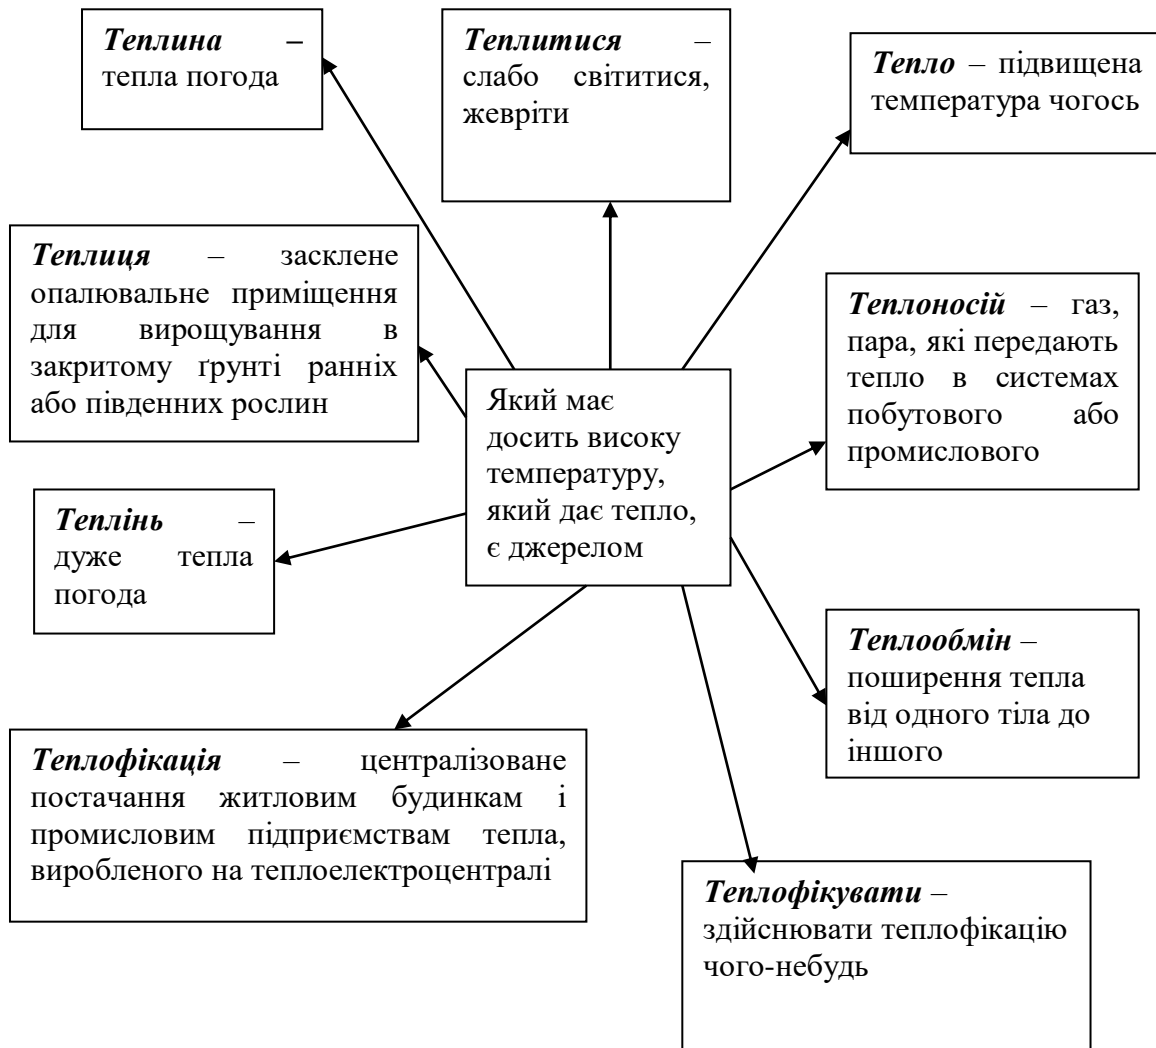 Теплина –
тепла погода
Теплитися –
слабо світитися,
жевріти
Тепло – підвищена
температура чогось
Теплиця – засклене
опалювальне приміщення
для вирощування в
закритому ґрунті ранніх
або південних рослин
Теплоносій – газ,
пара, які передають
тепло в системах
побутового або
промислового
Який має
досить високу
температуру,
який дає тепло,
є джерелом
Теплінь –
дуже тепла
погода
Теплообмін –
поширення тепла
від одного тіла до
іншого
Теплофікація – централізоване
постачання житловим будинкам і
промисловим підприємствам тепла,
виробленого на теплоелектроцентралі
Теплофікувати –
здійснювати теплофікацію
чого-небудь